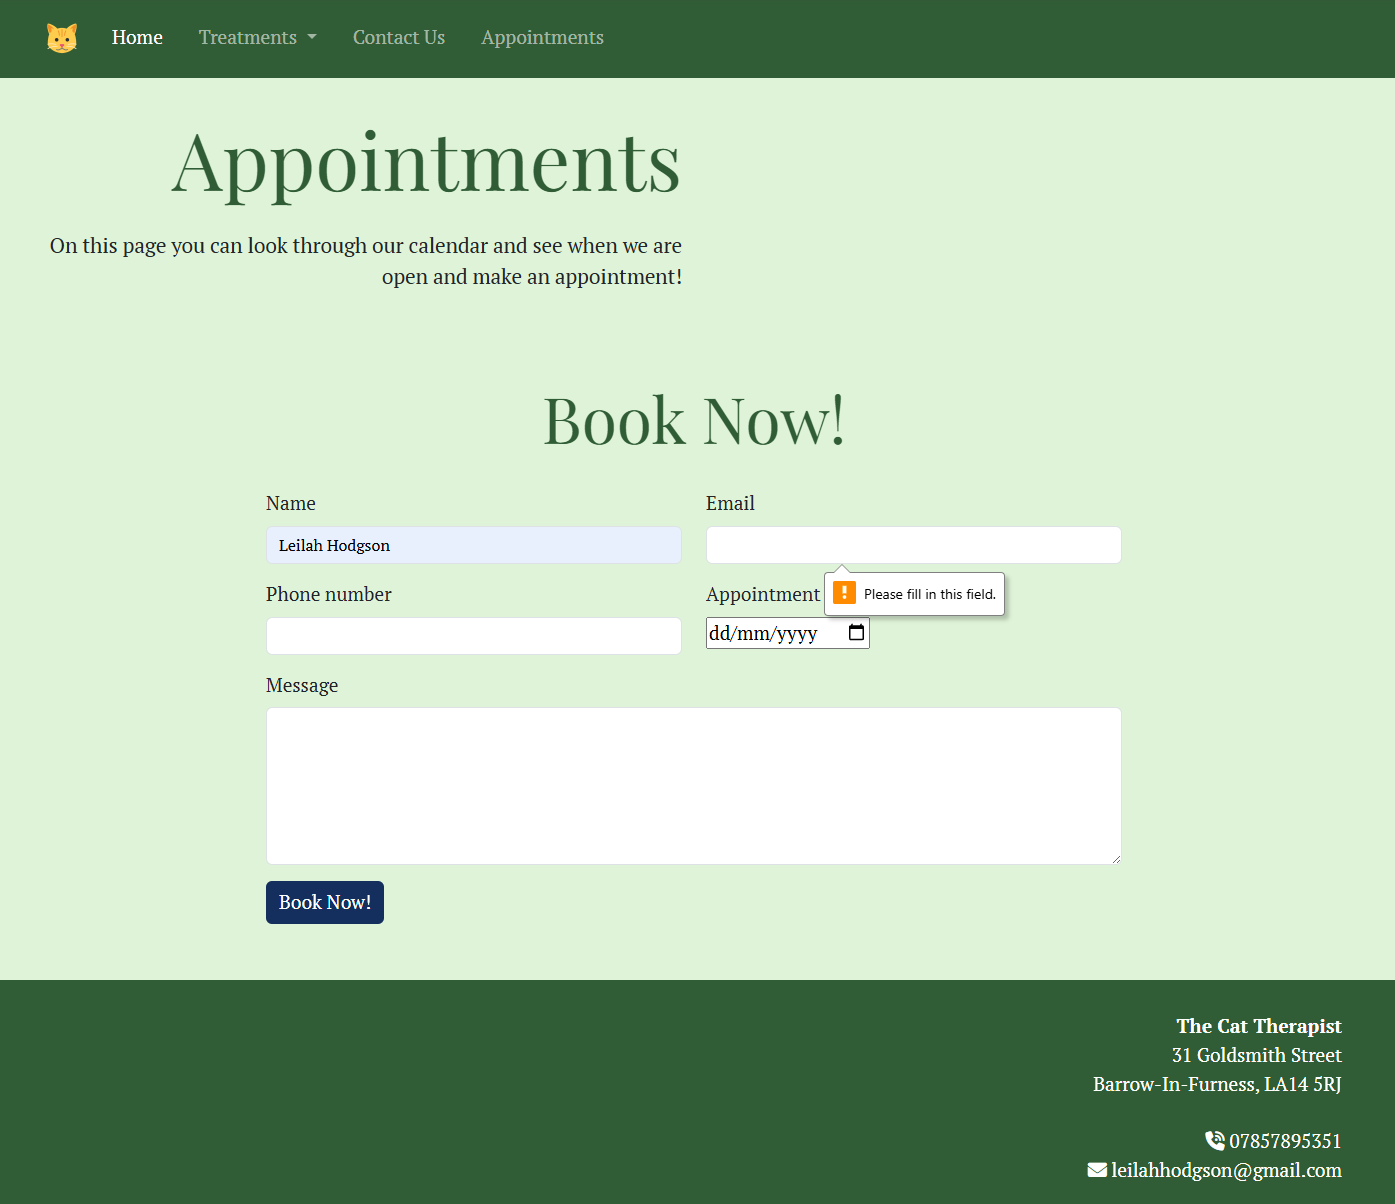 Home Treatments Contact Us Appointments
Appointments
On this page you can look through our calendar and see when we are
open and make an appointment!
Book Now!
Name
Email
Leilah Hodgson
Please fill in this field.
Phone number
Appointment
dd/mm/yyyy
Message
Book Now!
The Cat Therapist
31 Goldsmith Street
Barrow-In-Furness, LA14 5RJ
07857895351
leilahhodgson@gmail.com